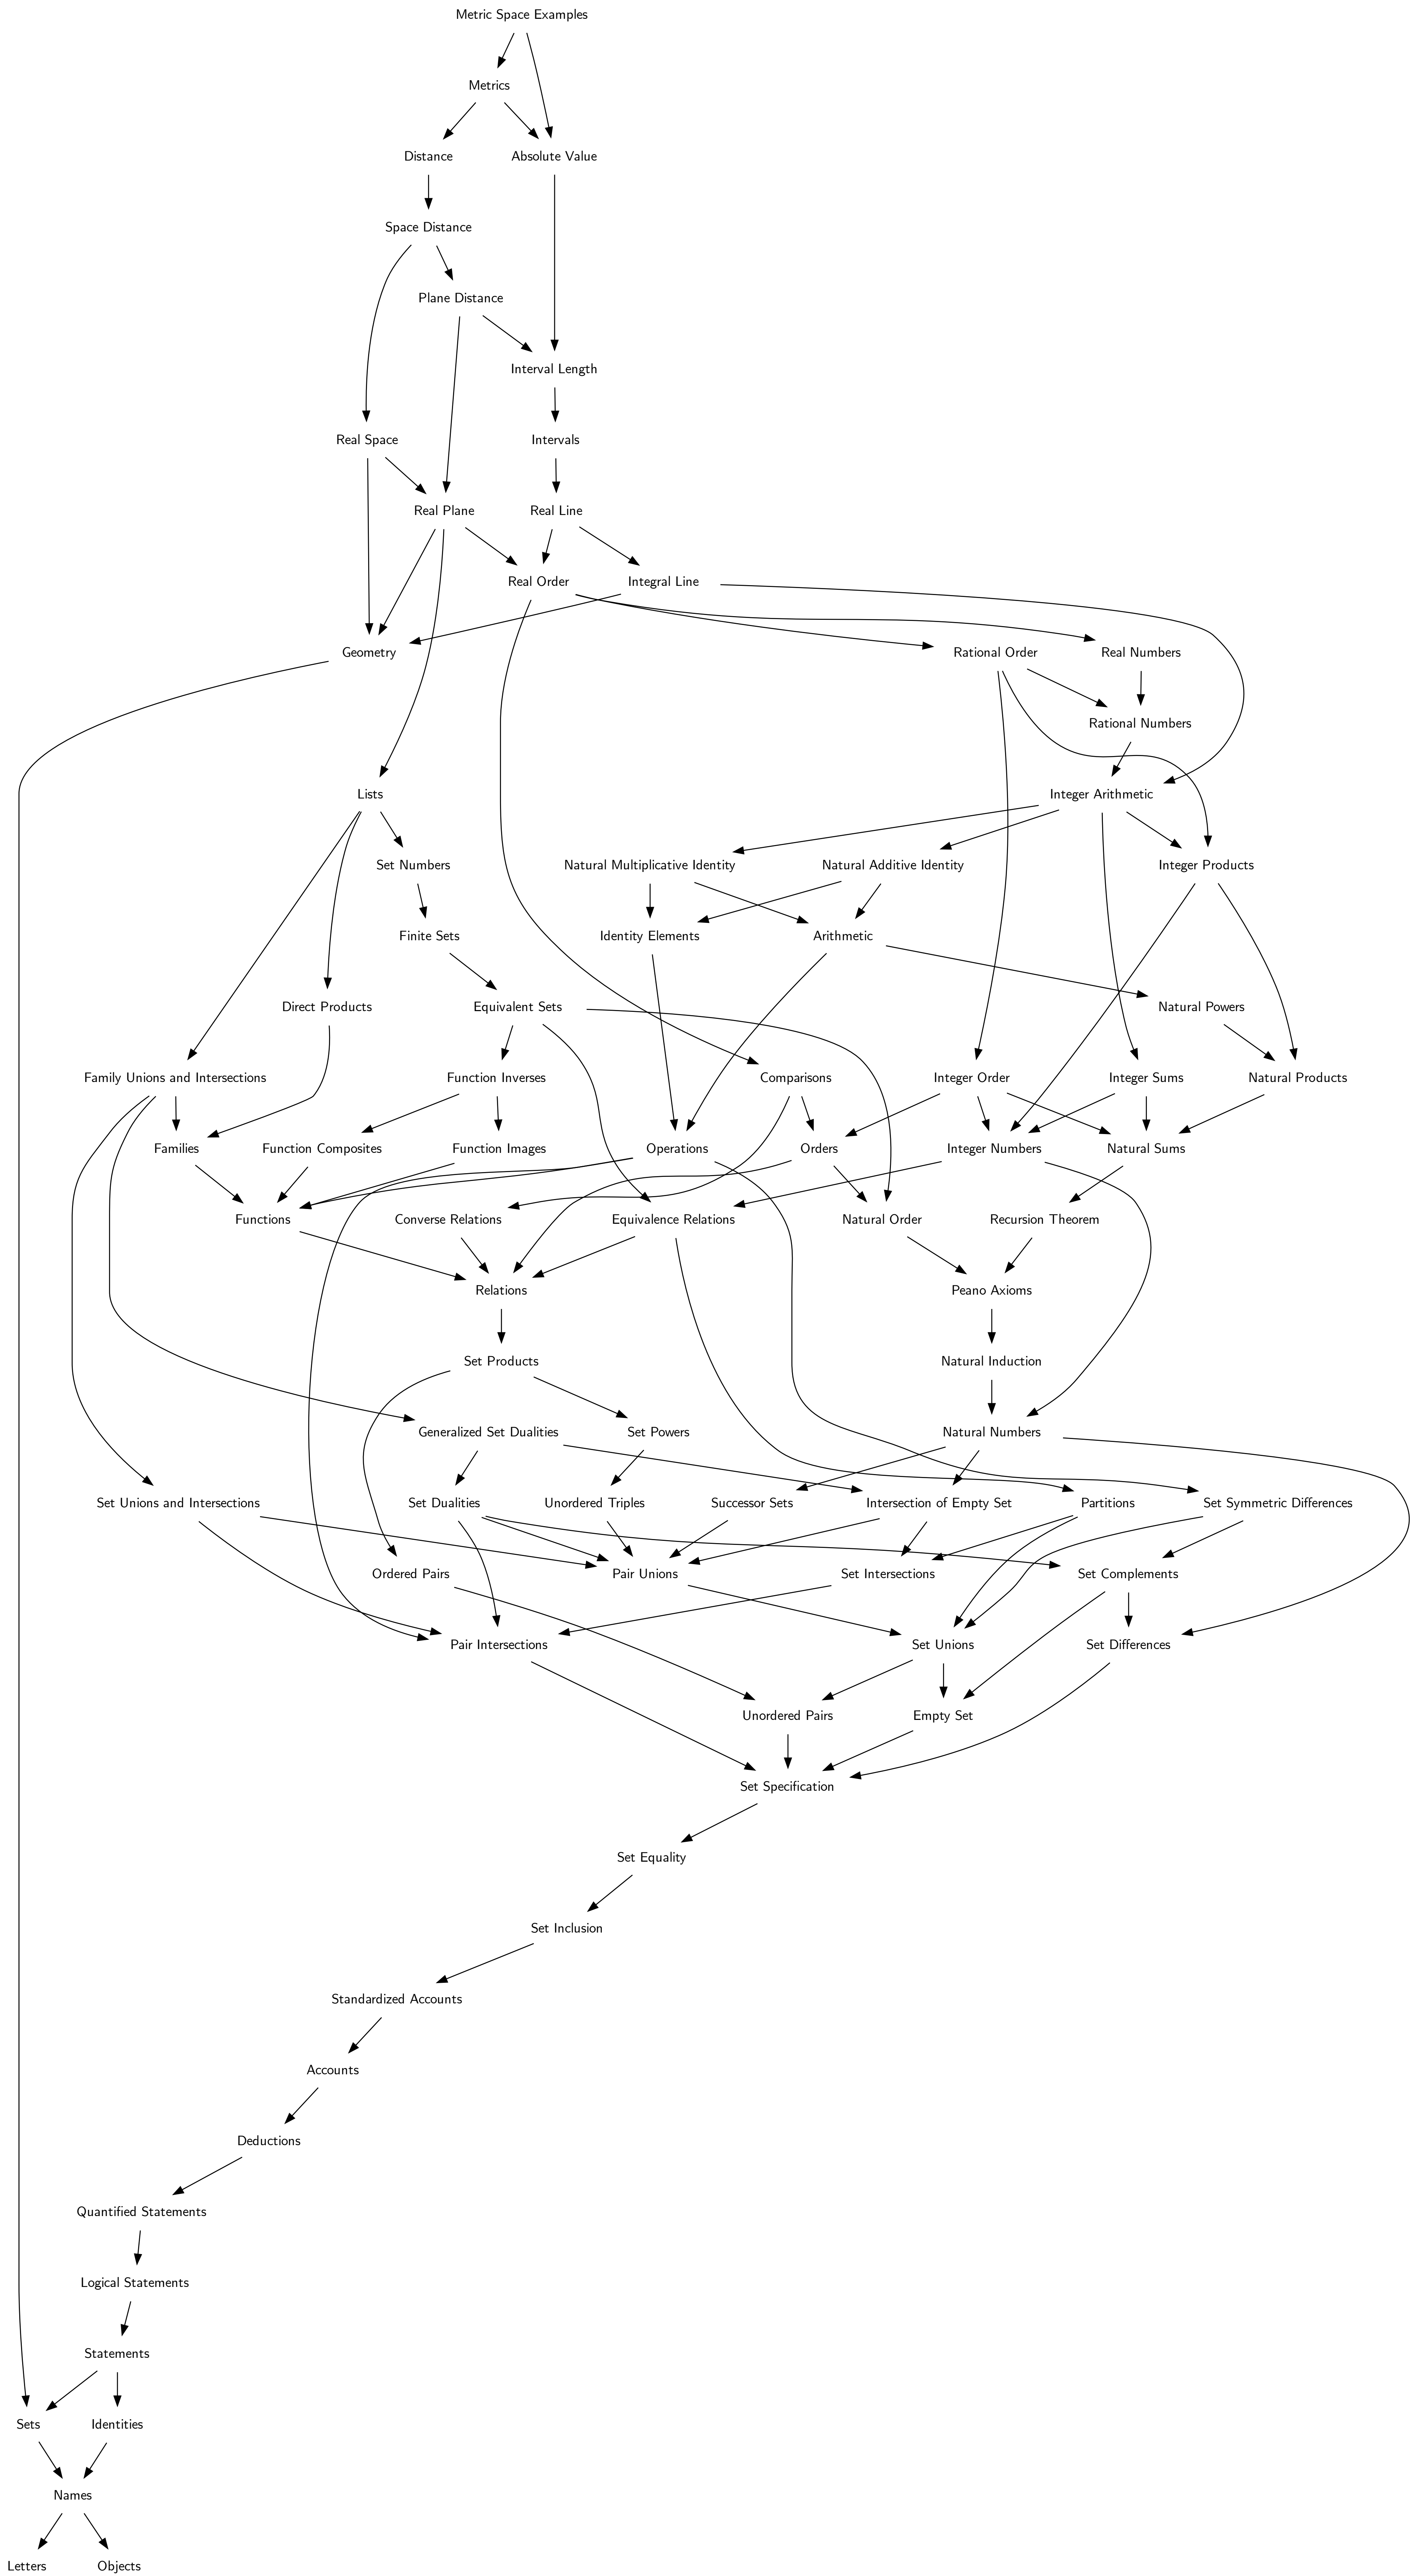 Metric Space Examples
Metrics
Distance
Absolute Value
Space Distance
Plane Distance
Interval Length
Real Space
Intervals
Real Plane
Real Line
Real Order
Integral Line
Geometry
Rational Order
Real Numbers
Rational Numbers
Lists
Integer Arithmetic
Set Numbers
Natural Multiplicative Identity
Natural Additive Identity
Integer Products
Finite Sets
Identity Elements
Arithmetic
Direct Products
Equivalent Sets
Natural Powers
Family Unions and Intersections
Function Inverses
Comparisons
Integer Order
Integer Sums
Natural Products
Families
Function Composites
Function Images
Operations
Orders
Integer Numbers
Natural Sums
Functions
Converse Relations
Equivalence Relations
Natural Order
Recursion Theorem
Relations
Peano Axioms
Set Products
Natural Induction
Generalized Set Dualities
Set Powers
Natural Numbers
Set Unions and Intersections
Set Dualities
Unordered Triples
Successor Sets
Intersection of Empty Set
Partitions
Set Symmetric Differences
Ordered Pairs
Pair Unions
Set Intersections
Set Complements
Pair Intersections
Set Unions
Set Differences
Unordered Pairs
Empty Set
Set Specification
Set Equality
Set Inclusion
Standardized Accounts
Accounts
Deductions
Quantified Statements
Logical Statements
Statements
Sets
Identities
Names
Letters
Objects